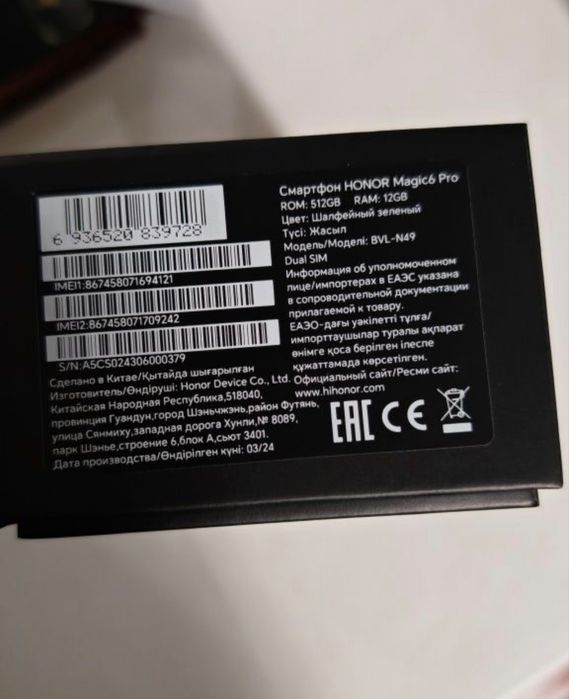 6 936520 839728
IMEI1:867458071694121
IMEI2:867458071709242
S/N:A5CS024306000379
Смартфон HONOR Magic6 Pro
ROM: 512GB RAM: 12GB
Цвет: Шалфейный зеленый
Түсі: Жасыл
Модель/Моделі: BVL-N49
Dual SIM
Информация об уполномоченном
лице/импортерах в ЕАЭС указана
в сопроводительной документации
прилагаемой к товару.
ЕАЭО-дағы уәкілетті тұлға/
импорттаушылар туралы ақпарат
өнімге қоса берілген ілеспе
құжаттамада көрсетілген.
Официальный сайт/Ресми сайт:
www.hihonor.com
Сделано в Китае/Қытайда шығарылған
Изготовитель/Өндіруші: Honor Device Co., Ltd.
Китайская Народная Республика,518040,
провинция Гуандун,город Шэньчжэнь,район Футянь,
улица Сянмиху,западная дорога Хунли,№ 8089,
парк Шэнье,строение 6,блок А,сьют 3401.
Дата производства/Өндірілген күні: 03/24
EAC CE